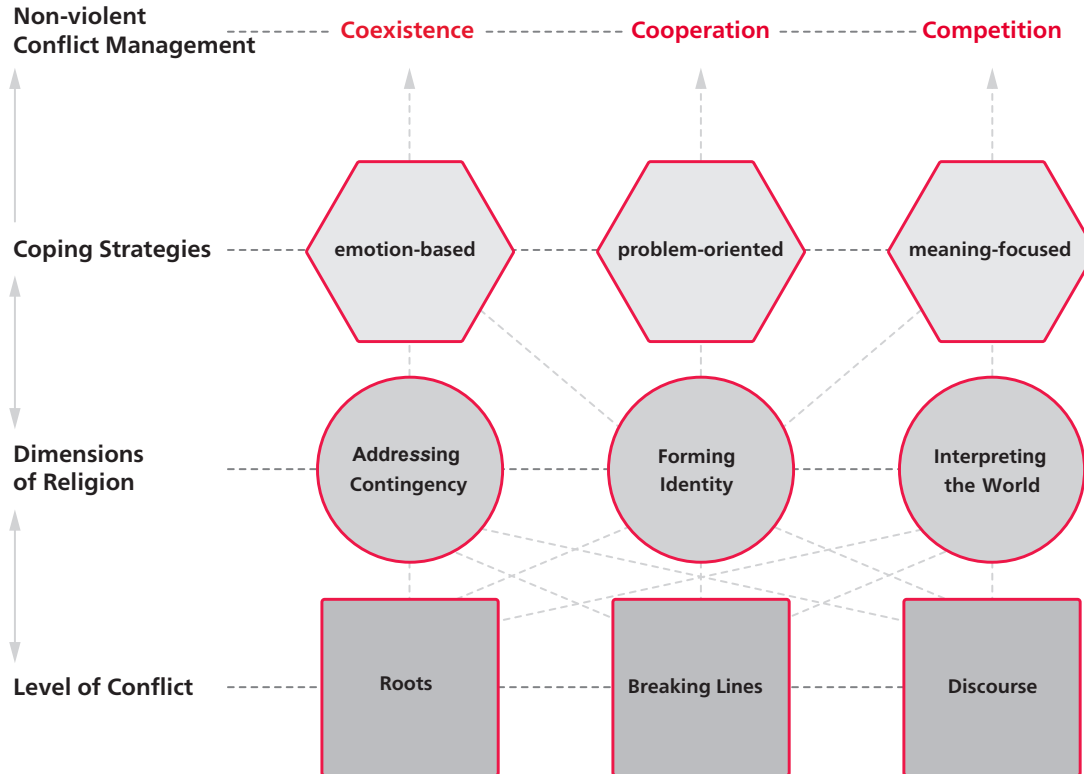 Non-violent
Conflict Management
Coexistence
Cooperation
Competition
Coping Strategies
emotion-based
problem-oriented
meaning-focused
Dimensions
of Religion
Addressing
Contingency
Forming
Identity
Interpreting
the World
Level of Conflict
Roots
Breaking Lines
Discourse